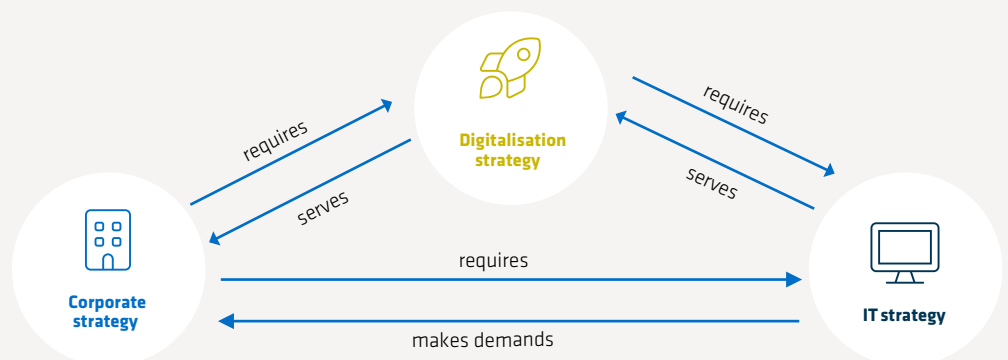 requires
requires
Digitalisation
strategy
serves
serves
requires
Corporate
strategy
IT strategy
makes demands